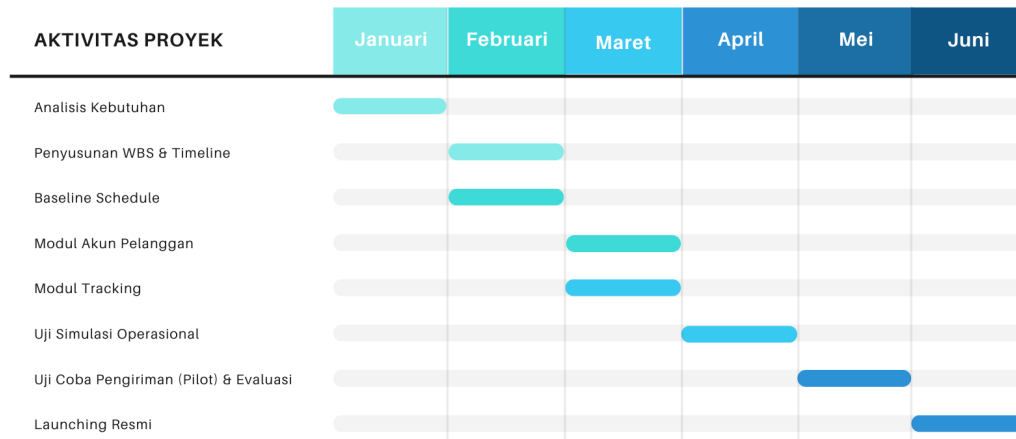 AKTIVITAS PROYEK Januari Februari Maret April Mei Juni
Analisis Kebutuhan
Penyusunan WBS & Timeline
Baseline Schedule
Modul Akun Pelanggan
Modul Tracking
Uji Simulasi Operasional
Uji Coba Pengiriman (Pilot) & Evaluasi
Launching Resmi